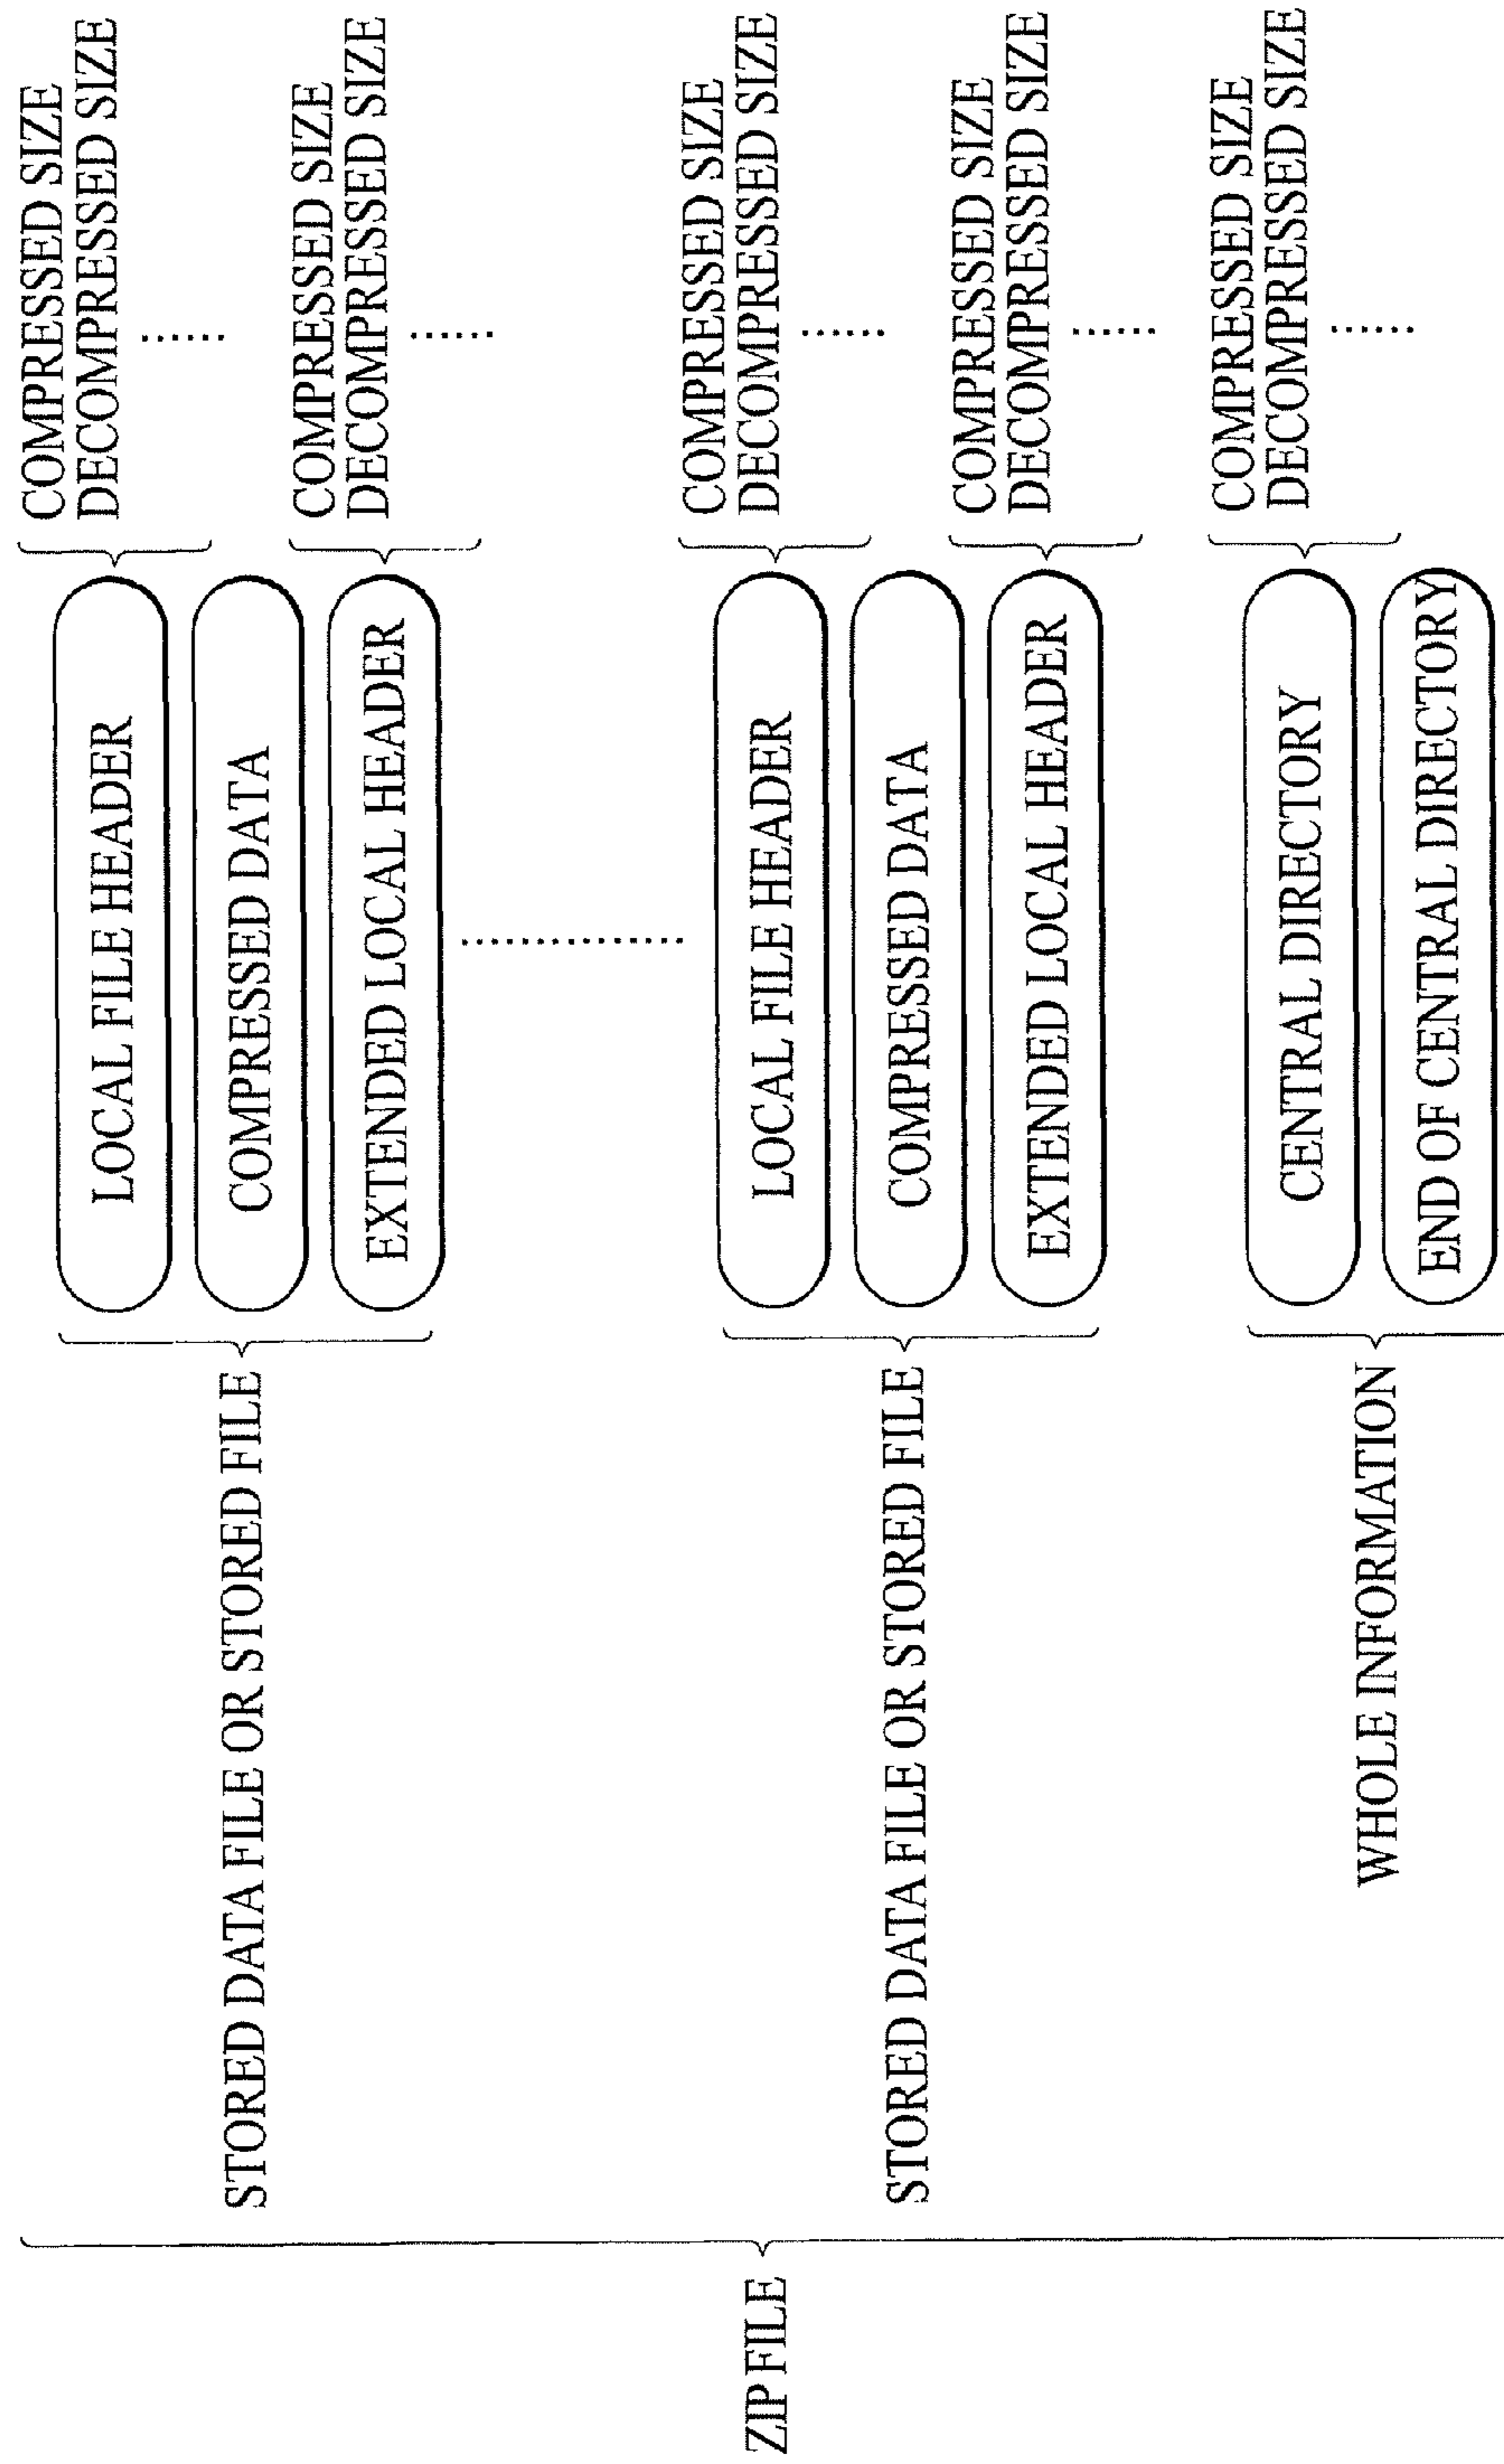 ZIP FILE
STORED DATA FILE OR STORED FILE
LOCAL FILE HEADER
COMPRESSED SIZE
DECOMPRESSED SIZE
COMPRESSED DATA
EXTENDED LOCAL HEADER
COMPRESSED SIZE
DECOMPRESSED SIZE
STORED DATA FILE OR STORED FILE
LOCAL FILE HEADER
COMPRESSED SIZE
DECOMPRESSED SIZE
COMPRESSED DATA
EXTENDED LOCAL HEADER
COMPRESSED SIZE
DECOMPRESSED SIZE
WHOLE INFORMATION
CENTRAL DIRECTORY
COMPRESSED SIZE
DECOMPRESSED SIZE
END OF CENTRAL DIRECTORY